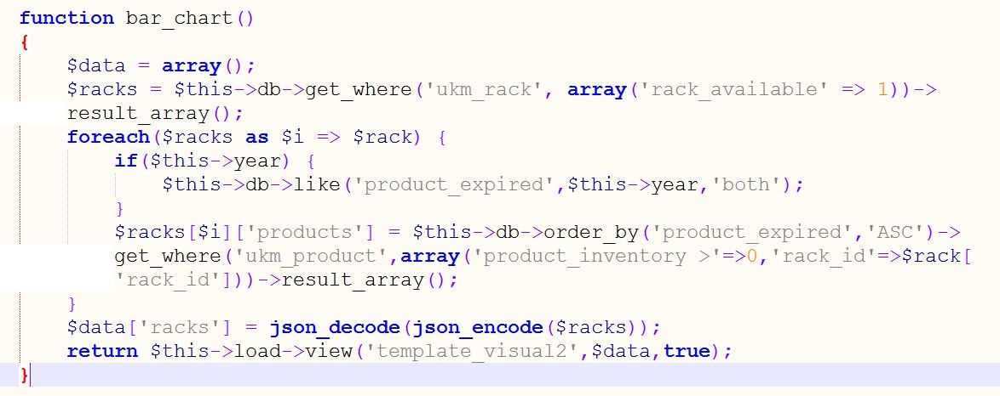 function bar_chart()
{
    $data = array();
    $racks = $this->db->get_where('ukm_rack', array('rack_available' => 1))->
    result_array();
    foreach($racks as $i => $rack) {
        if($this->year) {
            $this->db->like('product_expired',$this->year,'both');
        }
        $racks[$i]['products'] = $this->db->order_by('product_expired','ASC')->
        get_where('ukm_product',array('product_inventory >'=>0,'rack_id'=>$rack[
        'rack_id']))->result_array();
    }
    $data['racks'] = json_decode(json_encode($racks));
    return $this->load->view('template_visual2',$data,true);
}